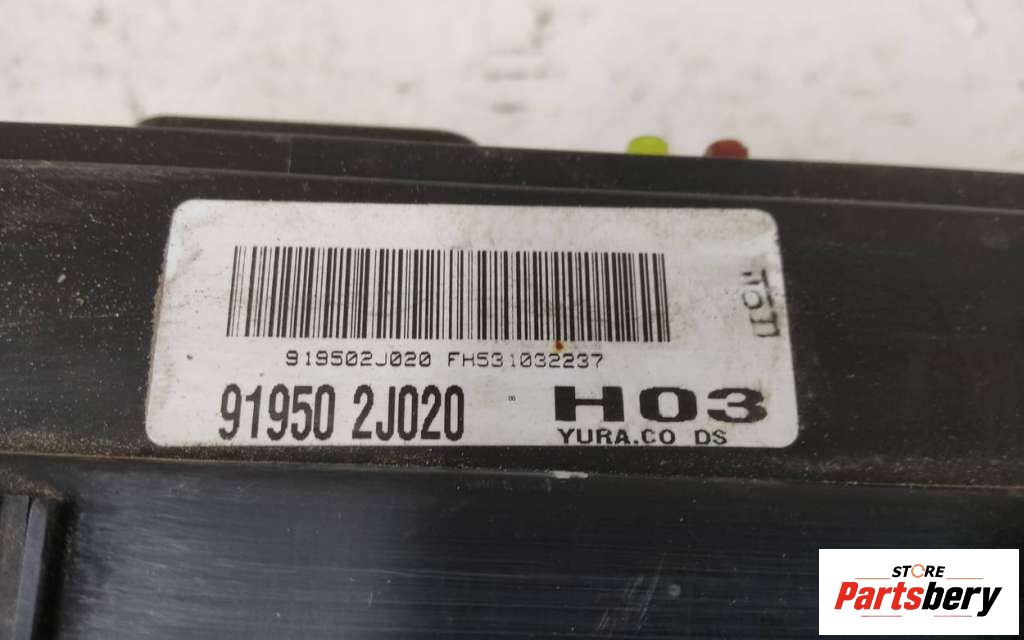 919502J020 FH531032237
91950 2J020 H03
YURA.CO DS
STORE
Partsbery